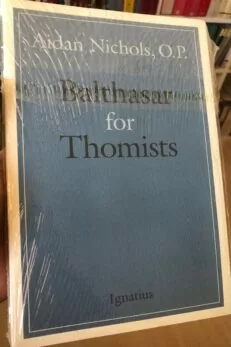 Aidan Nichols, O.P.
Balthasar
for
Thomists
Ignatius